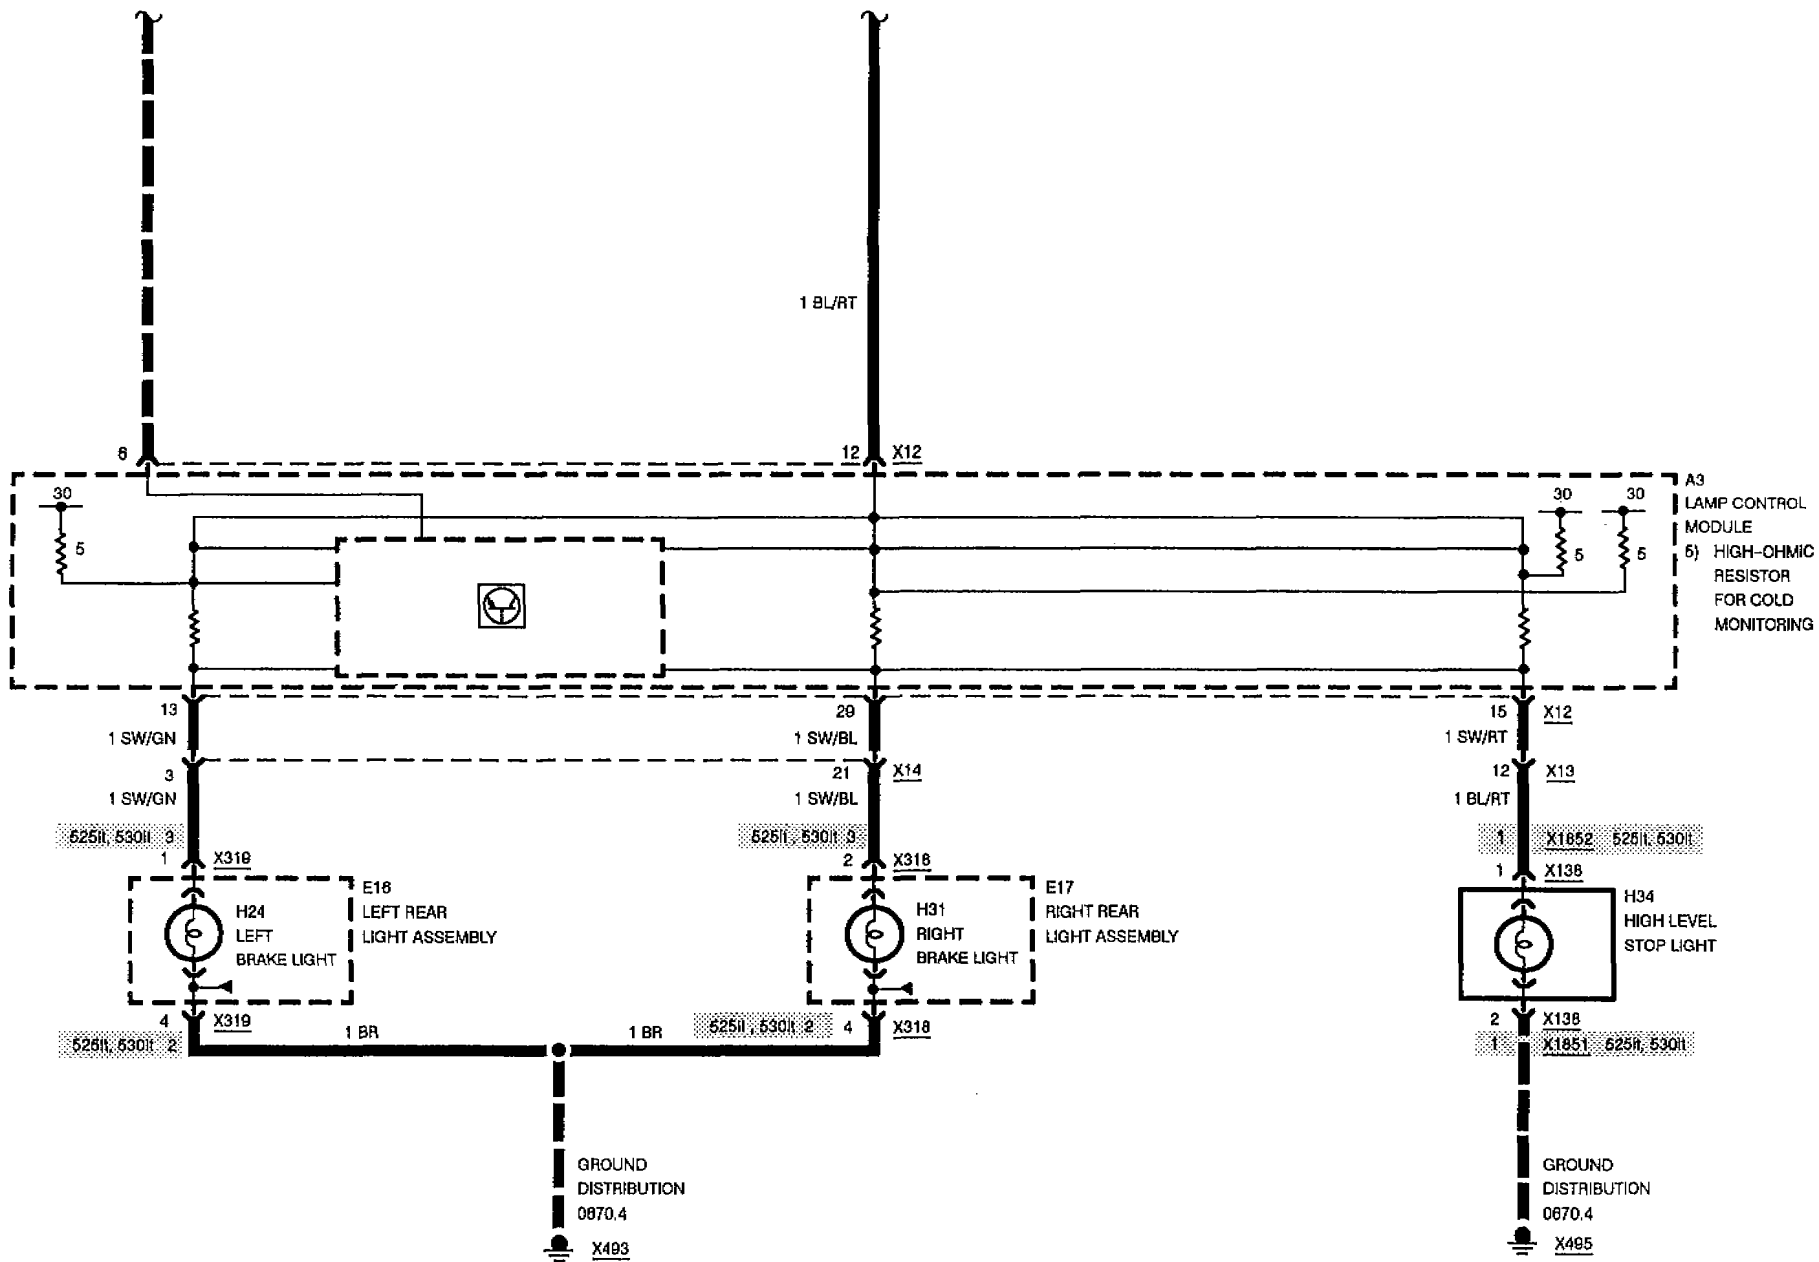 1 BL/RT
6
12 X12
30
30 30
A3
LAMP CONTROL
MODULE
5) HIGH-OHMIC
RESISTOR
FOR COLD
MONITORING
5
5
5
13
29
15 X12
1 SW/GN
1 SW/BL
1 SW/RT
3
21 X14
12 X13
1 SW/GN
1 SW/BL
1 BL/RT
525it, 530it 3
525it, 530it 3
1 X1852 525it, 530it
1 X319
2 X318
1 X138
E18
LEFT REAR
LIGHT ASSEMBLY
H24
LEFT
BRAKE LIGHT
E17
RIGHT REAR
LIGHT ASSEMBLY
H31
RIGHT
BRAKE LIGHT
H34
HIGH LEVEL
STOP LIGHT
4 X319
525it, 530it 2
1 BR
1 BR
525it, 530it 2
4 X318
2 X138
1 X1851 525it, 530it
GROUND
DISTRIBUTION
0670.4
X493
GROUND
DISTRIBUTION
0670.4
X495